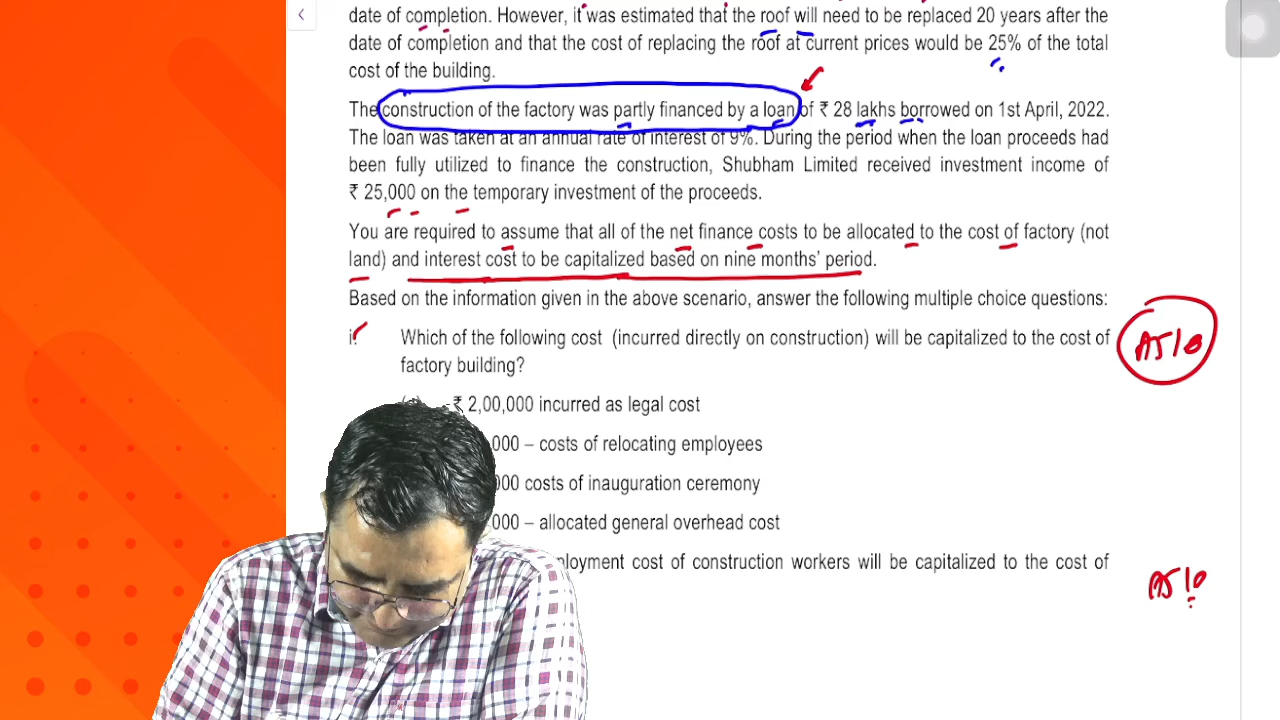 date of completion. However, it was estimated that the roof will need to be replaced 20 years after the
date of completion and that the cost of replacing the roof at current prices would be 25% of the total
cost of the building.
The construction of the factory was partly financed by a loan of ₹ 28 lakhs borrowed on 1st April, 2022.
The loan was taken at an annual rate of interest of 9%. During the period when the loan proceeds had
been fully utilized to finance the construction, Shubham Limited received investment income of
₹ 25,000 on the temporary investment of the proceeds.
You are required to assume that all of the net finance costs to be allocated to the cost of factory (not
land) and interest cost to be capitalized based on nine months' period.
Based on the information given in the above scenario, answer the following multiple choice questions:
i. Which of the following cost (incurred directly on construction) will be capitalized to the cost of
factory building?
₹ 2,00,000 incurred as legal cost
000 – costs of relocating employees
000 costs of inauguration ceremony
000 – allocated general overhead cost
ployment cost of construction workers will be capitalized to the cost of
AS10